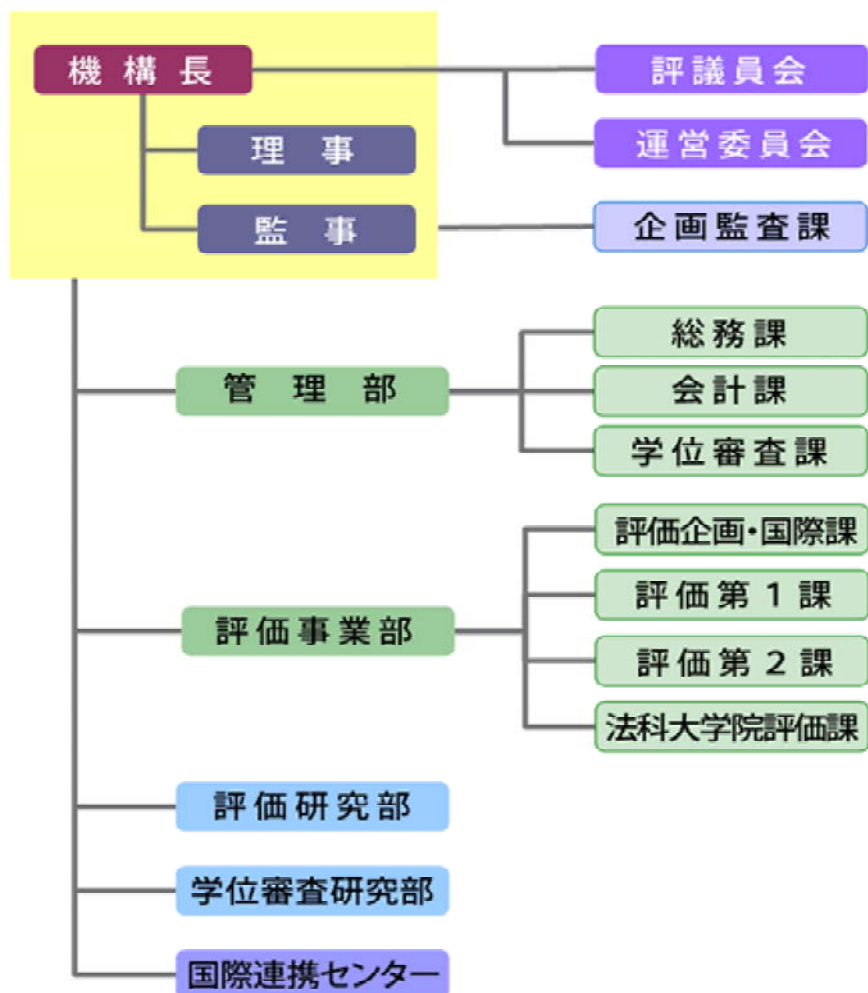 機構長
評議員会
理事
運営委員会
監事
企画監査課
管理部
総務課
会計課
学位審査課
評価事業部
評価企画・国際課
評価第１課
評価第２課
法科大学院評価課
評価研究部
学位審査研究部
国際連携センター